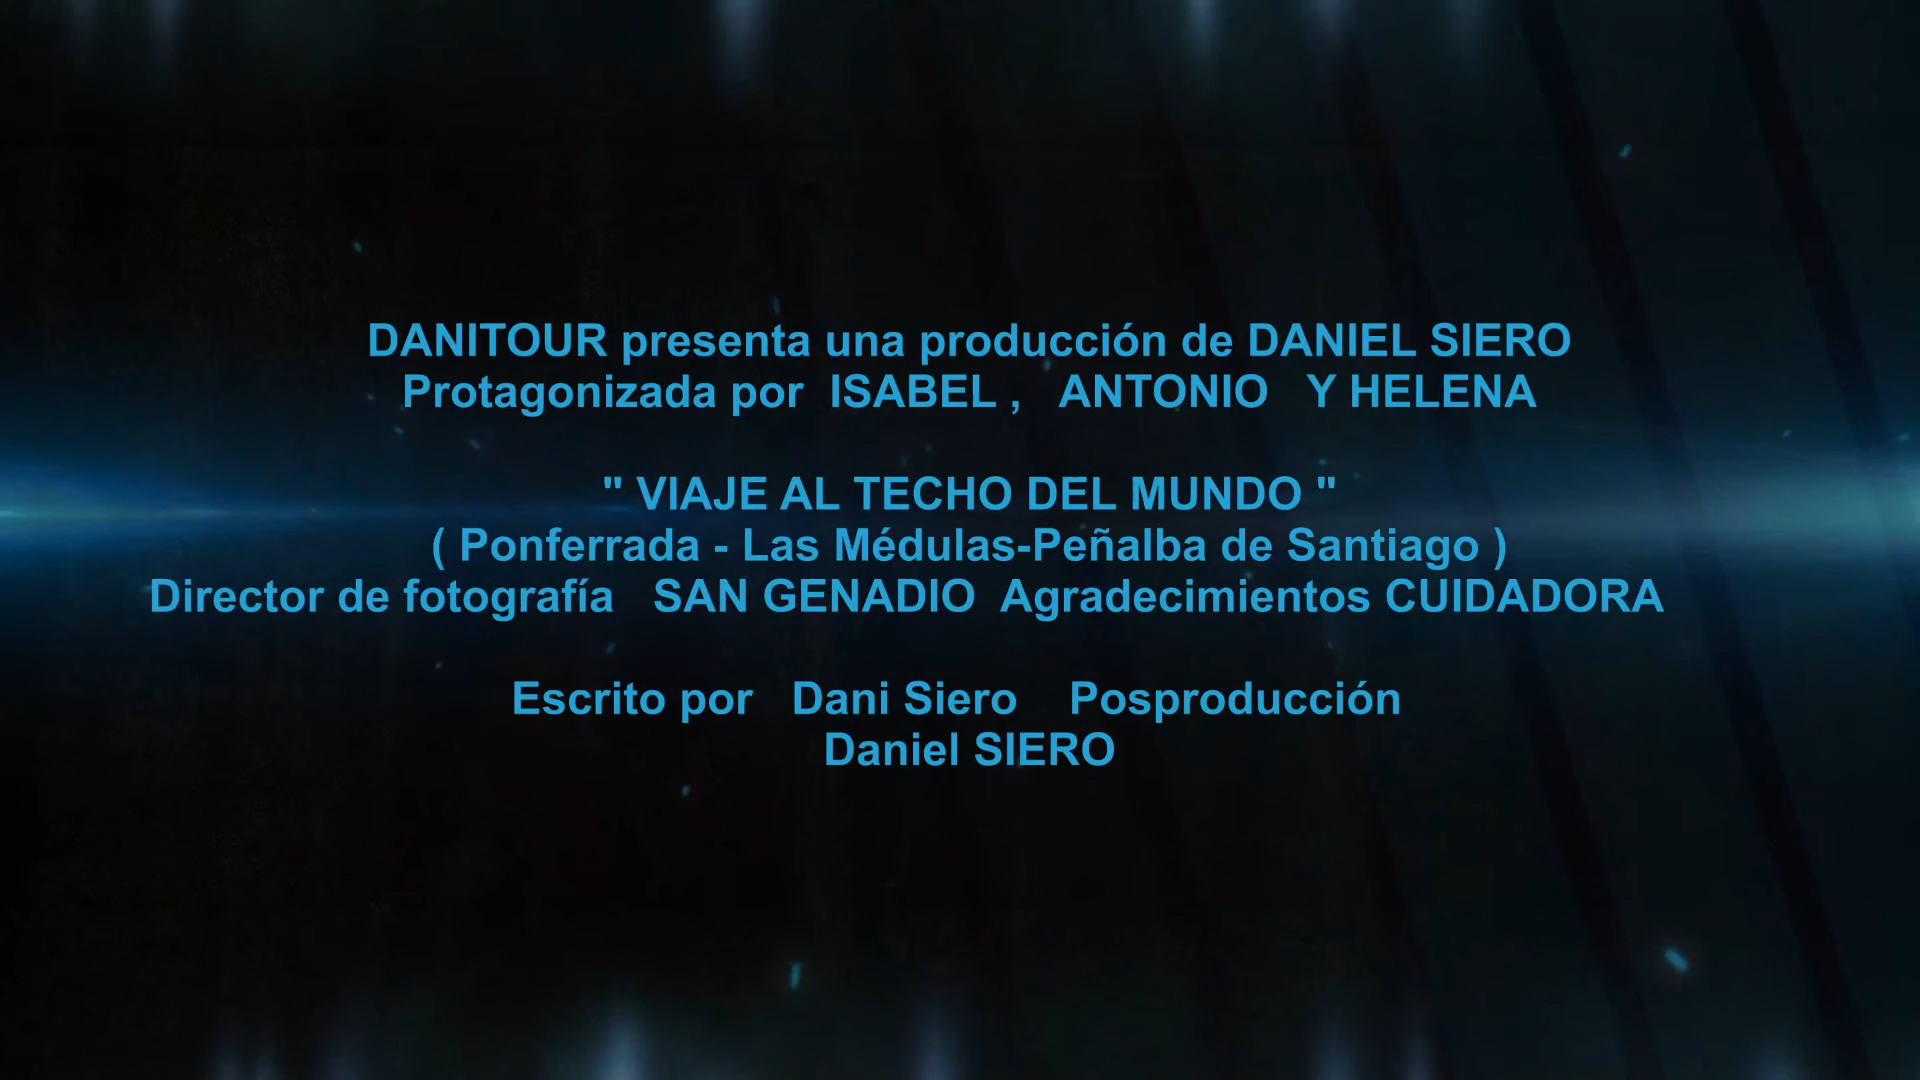 DANITOUR presenta una producción de DANIEL SIERO
Protagonizada por ISABEL , ANTONIO Y HELENA
" VIAJE AL TECHO DEL MUNDO "
( Ponferrada - Las Médulas-Peñalba de Santiago )
Director de fotografía SAN GENADIO Agradecimientos CUIDADORA
Escrito por Dani Siero Posproducción
Daniel SIERO